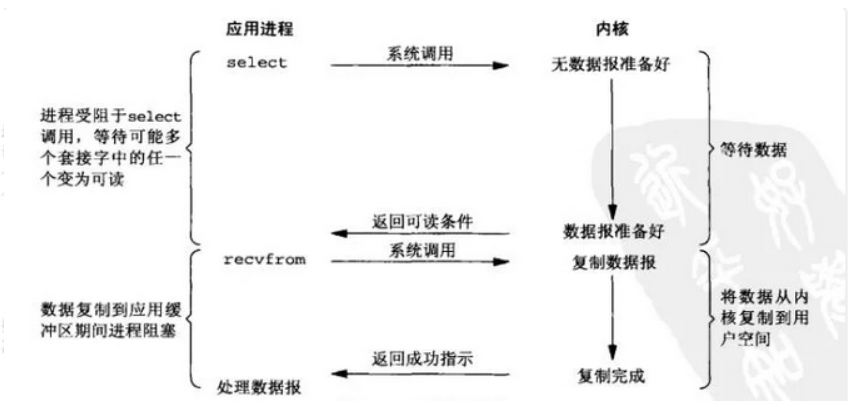 应用进程
内核
select
系统调用
无数据报准备好
进程受阻于select
调用，等待可能多
个套接字中的任一
个变为可读
等待数据
返回可读条件
数据报准备好
recvfrom
系统调用
复制数据报
数据复制到应用缓
冲区期间进程阻塞
将数据从内
核复制到用
户空间
返回成功指示
处理数据报
复制完成